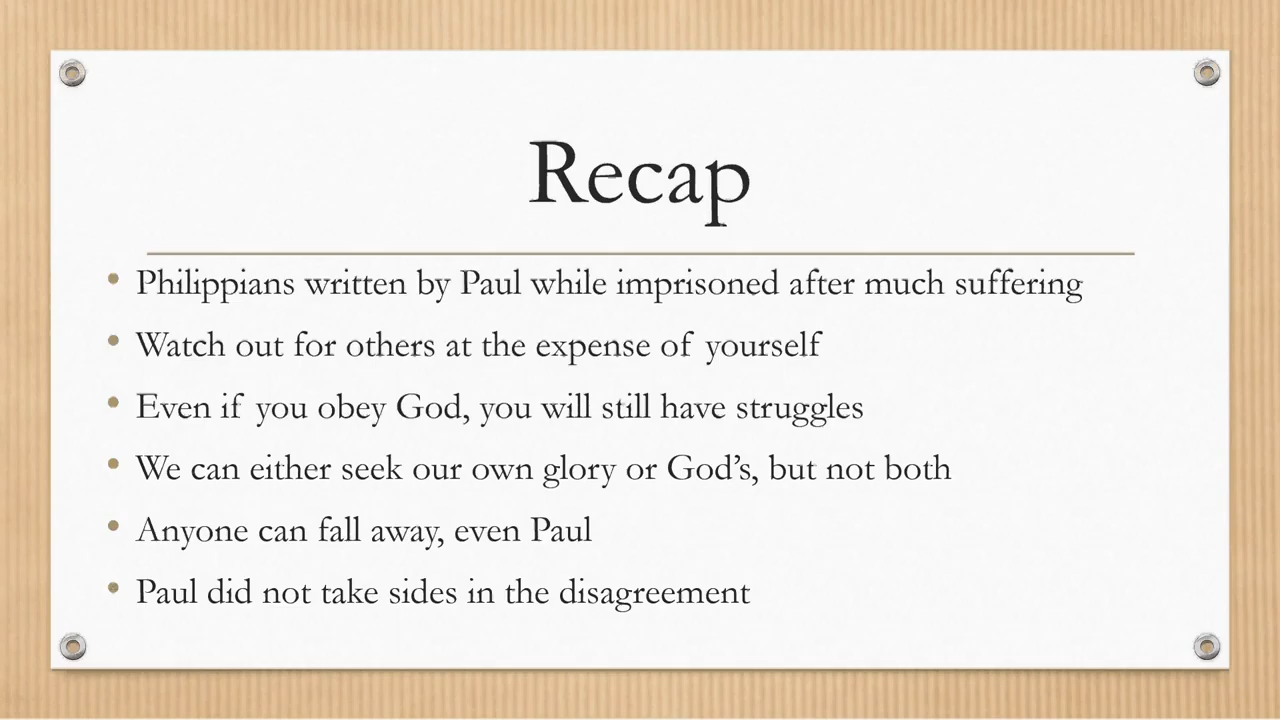 Recap
• Philippians written by Paul while imprisoned after much suffering
• Watch out for others at the expense of yourself
• Even if you obey God, you will still have struggles
• We can either seek our own glory or God’s, but not both
• Anyone can fall away, even Paul
• Paul did not take sides in the disagreement